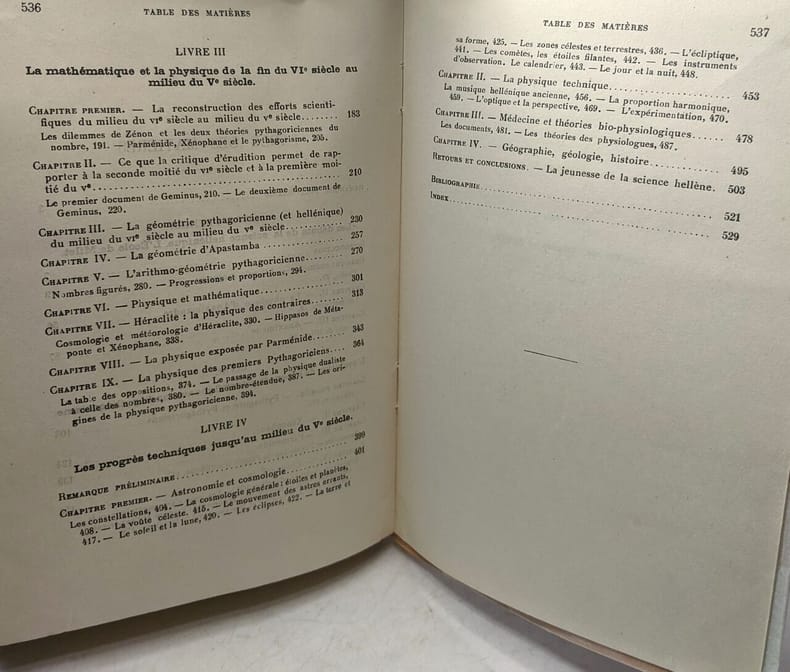 536
TABLE DES MATIÈRES
LIVRE III
La mathématique et la physique de la fin du VIe siècle au
milieu du Ve siècle.
CHAPITRE PREMIER. — La reconstruction des efforts scienti-
fiques du milieu du VIe siècle au milieu du Ve siècle........ 183
Les dilemmes de Zénon et les deux théories pythagoriciennes du
nombre, 191. — Parménide, Xénophane et le pythagorisme, 205.
CHAPITRE II. — Ce que la critique d'érudition permet de rap-
porter à la seconde moitié du VIe siècle et à la première moi-
tié du Ve........ 210
Le premier document de Geminus, 210. — Le deuxième document de
Geminus, 220.
CHAPITRE III. — La géométrie pythagoricienne (et hellénique)
du milieu du VIe siècle au milieu du Ve siècle........ 230
CHAPITRE IV. — La géométrie d'Apastamba........ 257
CHAPITRE V. — L'arithmo-géométrie pythagoricienne........ 270
Nombres figurés, 280. — Progressions et proportions, 294.
CHAPITRE VI. — Physique et mathématique........ 301
CHAPITRE VII. — Héraclite : la physique des contraires........ 313
Cosmologie et météorologie d'Héraclite, 330. — Hippasos de Méta-
ponte et Xénophane, 338.
CHAPITRE VIII. — La physique exposée par Parménide........ 343
CHAPITRE IX. — La physique des premiers Pythagoriciens.... 364
La table des oppositions, 374. — Le passage de la physique dualiste
à celle des nombres, 380. — Le nombre-étendue, 387. — Les ori-
gines de la physique pythagoricienne, 394.
LIVRE IV
Les progrès techniques jusqu'au milieu du Ve siècle.
REMARQUE PRÉLIMINAIRE........ 399
CHAPITRE PREMIER. — Astronomie et cosmologie........ 401
Les constellations, 404. — La cosmologie générale : étoiles et planètes,
408. — La voûte céleste. 415. — Le mouvement des astres errants,
417. — Le soleil et la lune, 420. — Les éclipses, 422. — La terre et
TABLE DES MATIÈRES
537
sa forme, 425. — Les zones célestes et terrestres, 436. — L'écliptique,
441. — Les comètes, les étoiles filantes, 442. — Les instruments
d'observation. Le calendrier, 443. — Le jour et la nuit, 448.
CHAPITRE II. — La physique technique........ 453
La musique hellénique ancienne, 456. — La proportion harmonique,
459. — L'optique et la perspective, 469. — L'expérimentation, 470.
CHAPITRE III. — Médecine et théories bio-physiologiques...... 478
Les documents, 481. — Les théories des physiologues, 487.
CHAPITRE IV. — Géographie, géologie, histoire........ 495
RETOURS ET CONCLUSIONS. — La jeunesse de la science hellène. 503
BIBLIOGRAPHIE........ 521
INDEX........ 529